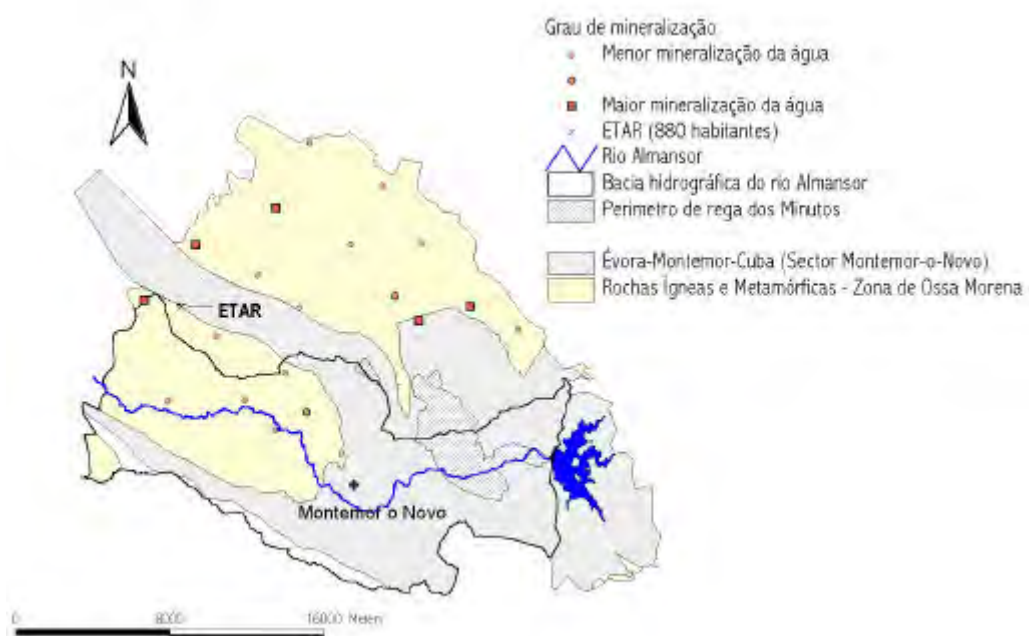 Grau de mineralização
Menor mineralização da água
Maior mineralização da água
ETAR (880 habitantes)
Rio Almansor
Bacia hidrográfica do rio Almansor
Perimetro de rega dos Minutos
Évora-Montemor-Cuba (Sector Montemor-o-Novo)
Rochas Ígneas e Metamórficas - Zona de Ossa Morena
N
ETAR
Montemor o Novo
0 8000 16000 Meters